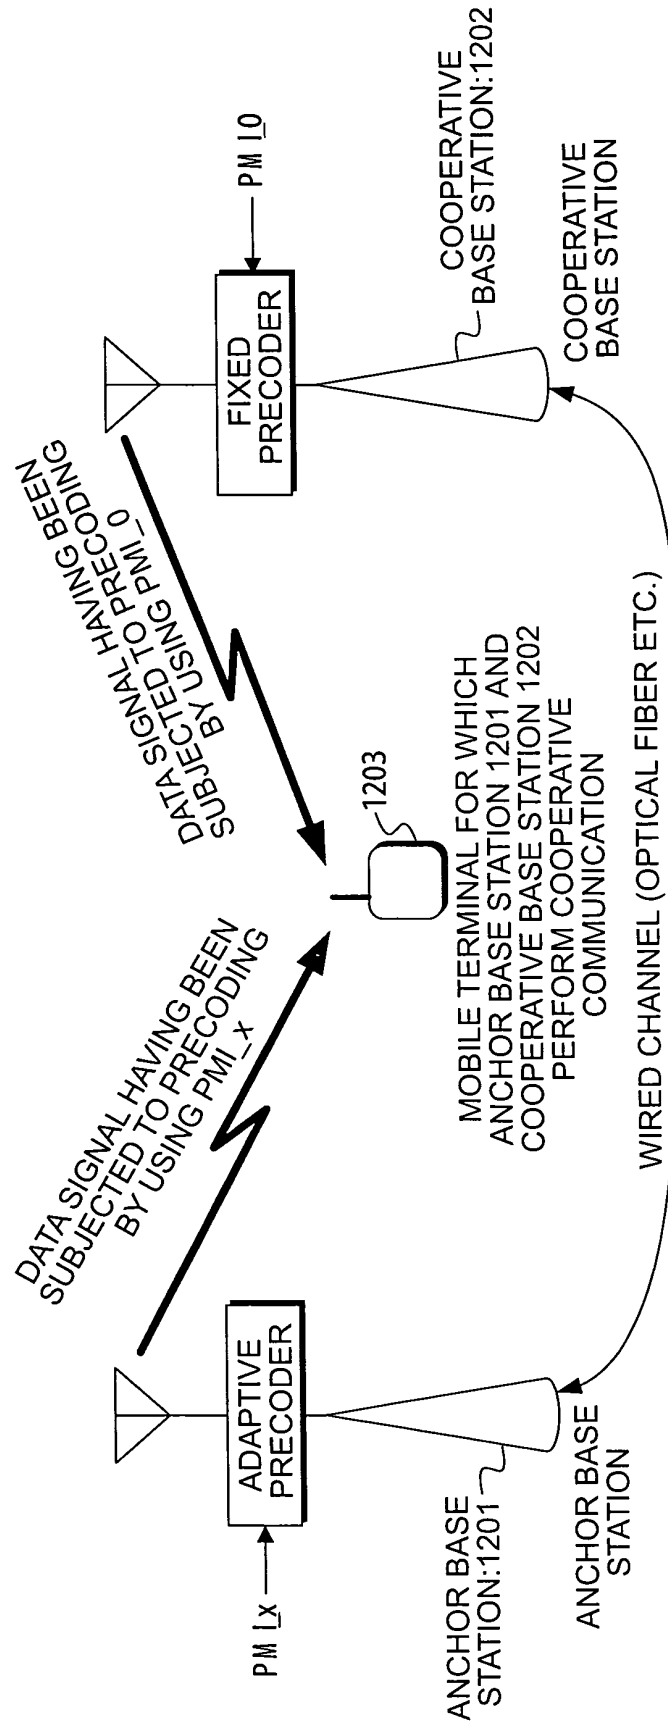 DATA SIGNAL HAVING BEEN
SUBJECTED TO PRECODING
BY USING PMI_x
DATA SIGNAL HAVING BEEN
SUBJECTED TO PRECODING
BY USING PMI_0
PMI_x
ADAPTIVE
PRECODER
FIXED
PRECODER
PMI_0
1203
ANCHOR BASE
STATION:1201
MOBILE TERMINAL FOR WHICH
ANCHOR BASE STATION 1201 AND
COOPERATIVE BASE STATION 1202
PERFORM COOPERATIVE
COMMUNICATION
COOPERATIVE
BASE STATION:1202
ANCHOR BASE
STATION
COOPERATIVE
BASE STATION
WIRED CHANNEL (OPTICAL FIBER ETC.)